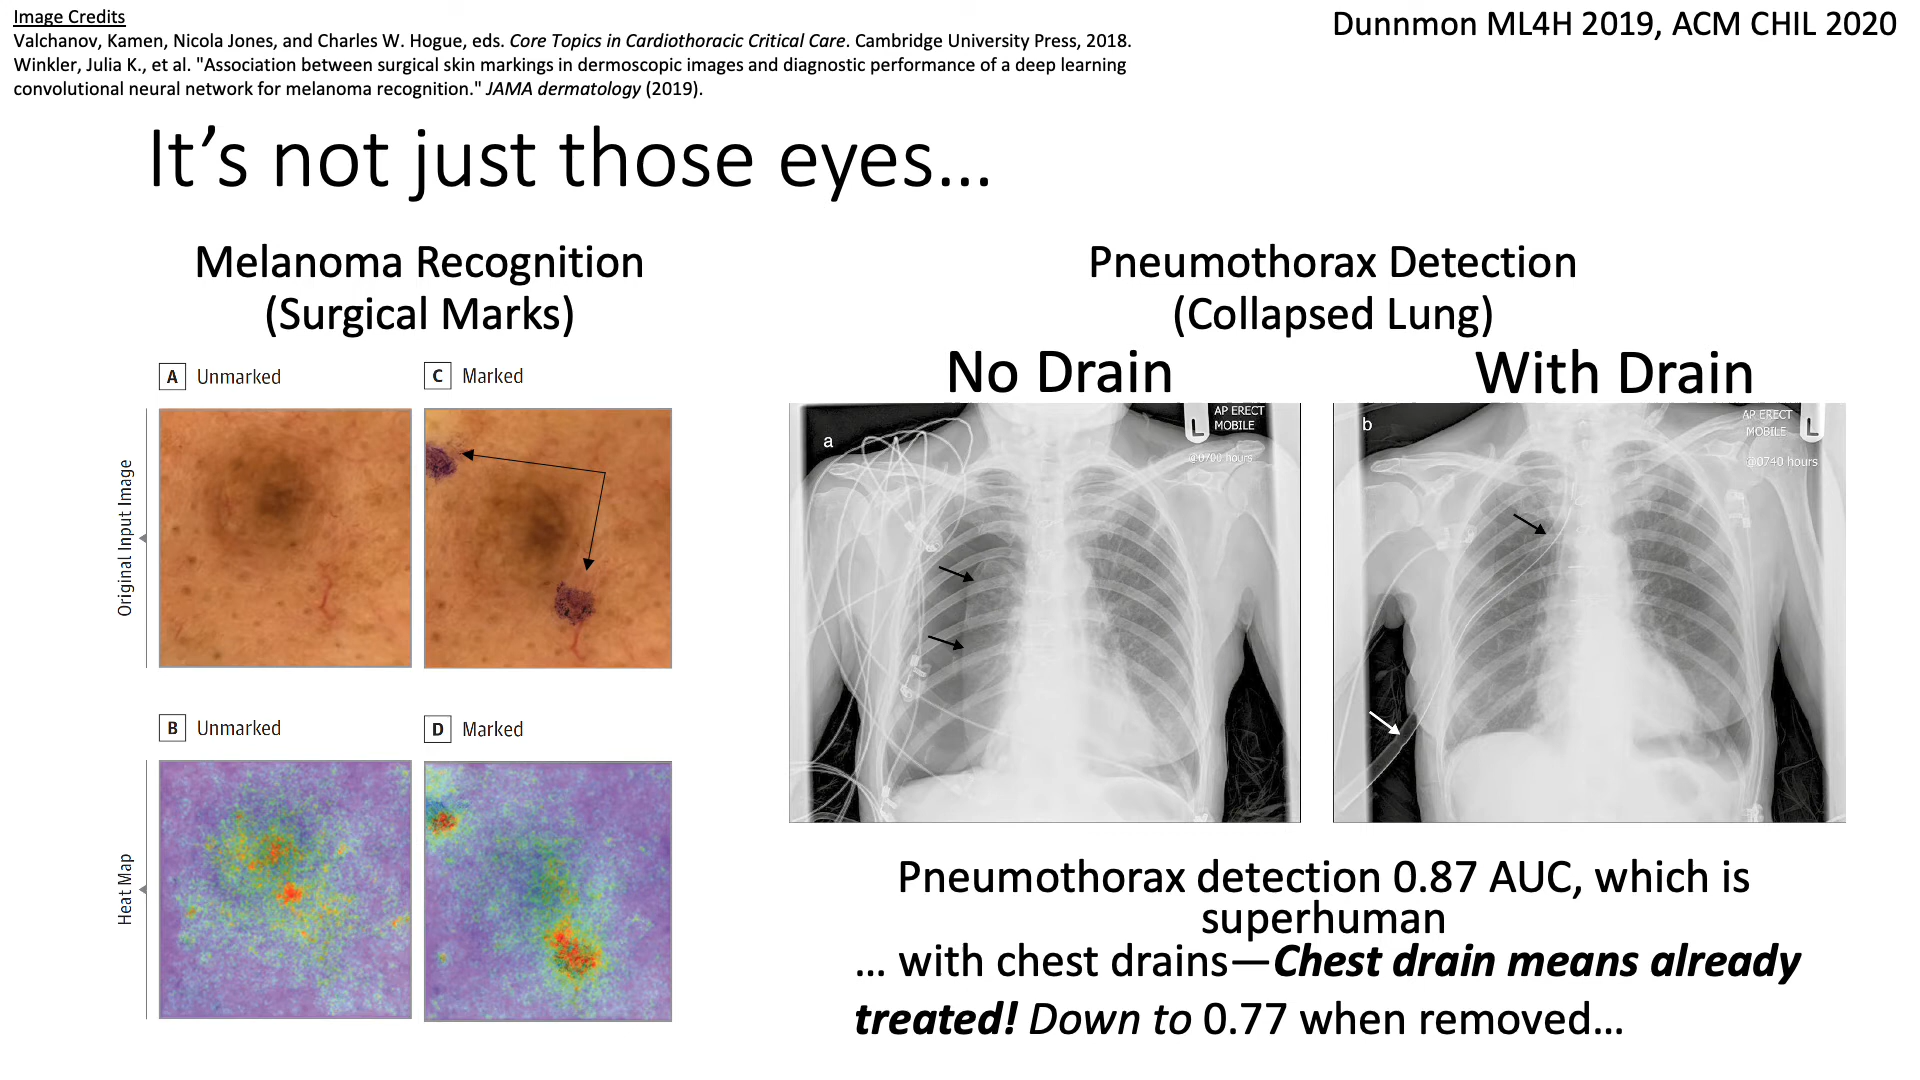 Image Credits
Valchanov, Kamen, Nicola Jones, and Charles W. Hogue, eds. Core Topics in Cardiothoracic Critical Care. Cambridge University Press, 2018.
Winkler, Julia K., et al. "Association between surgical skin markings in dermoscopic images and diagnostic performance of a deep learning
convolutional neural network for melanoma recognition." JAMA dermatology (2019).
Dunnmon ML4H 2019, ACM CHIL 2020
It’s not just those eyes…
Melanoma Recognition
(Surgical Marks)
A Unmarked
C Marked
Original Input Image
B Unmarked
D Marked
Heat Map
Pneumothorax Detection
(Collapsed Lung)
No Drain
With Drain
a
AP ERECT
MOBILE
L
@0700 hours
b
AP ERECT
MOBILE
L
@0740 hours
Pneumothorax detection 0.87 AUC, which is
superhuman
… with chest drains—Chest drain means already
treated! Down to 0.77 when removed…